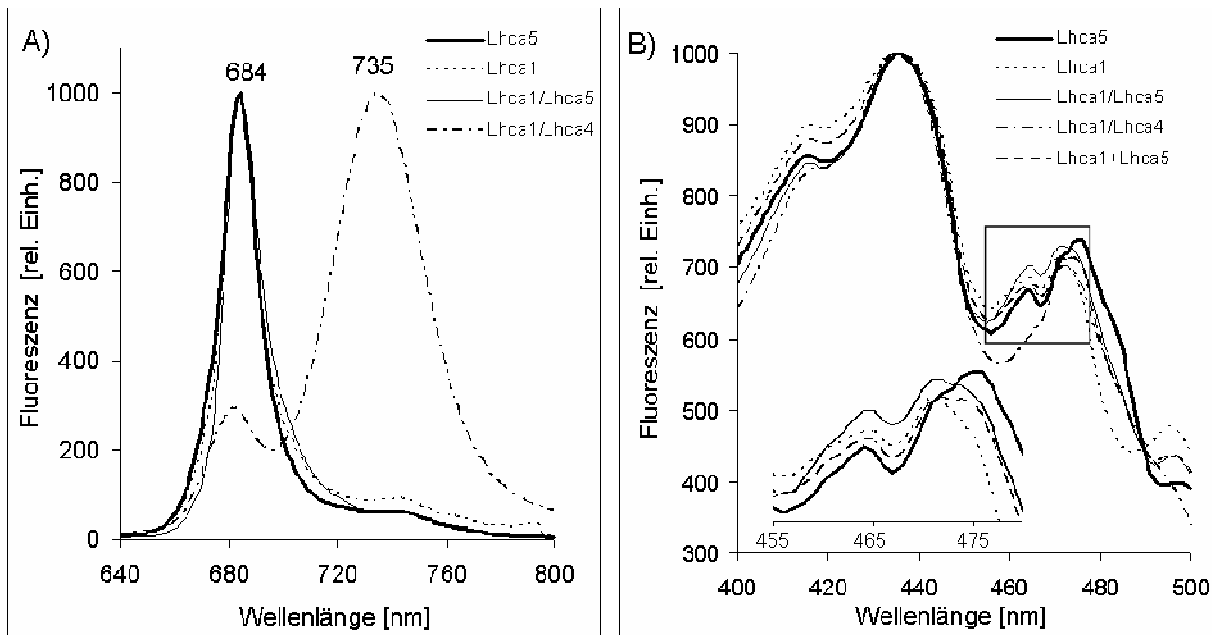 A)
684
735
Lhca5
Lhca1
Lhca1/Lhca5
Lhca1/Lhca4
1000
800
600
400
200
0
Fluoreszenz [rel. Einh.]
640 680 720 760 800
Wellenlänge [nm]
B)
Lhca5
Lhca1
Lhca1/Lhca5
Lhca1/Lhca4
Lhca1+Lhca5
1000
900
800
700
600
500
400
300
Fluoreszenz [rel. Einh.]
455 465 475
400 420 440 460 480 500
Wellenlänge [nm]